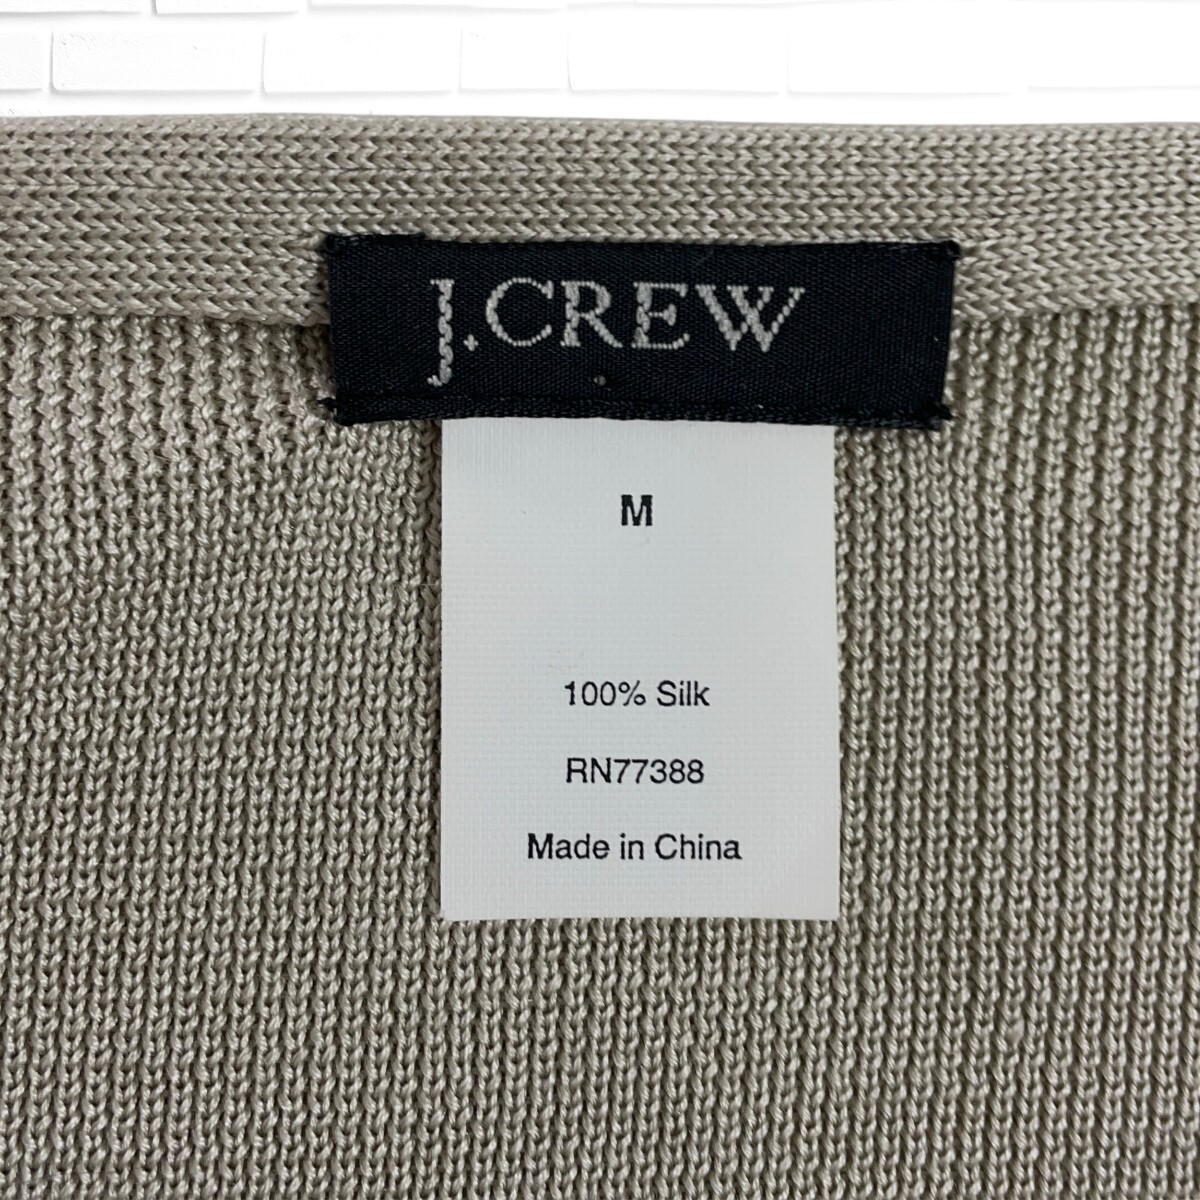 J.CREW
M
100% Silk
RN77388
Made in China